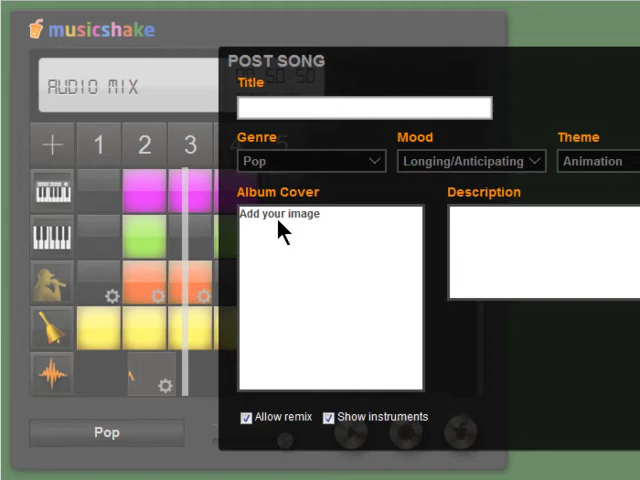 musicshake
POST SONG
AUDIO MIX
Title
1 2 3
Genre
Mood
Theme
Pop
Longing/Anticipating
Animation
Album Cover
Description
Add your image
Allow remix
Show instruments
Pop